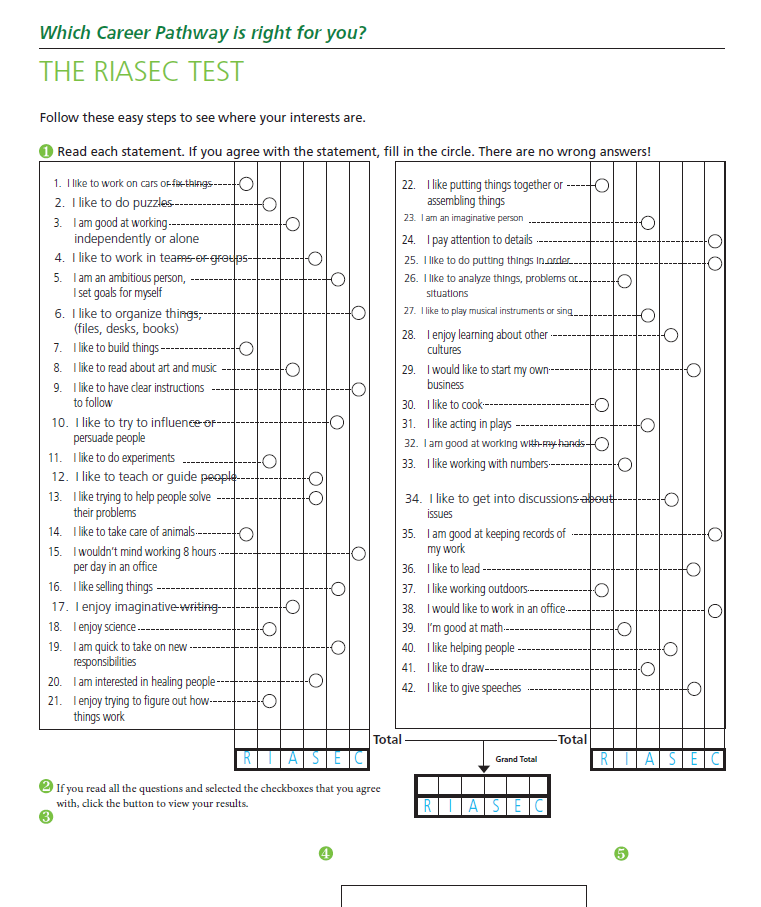 Which Career Pathway is right for you?
THE RIASEC TEST
Follow these easy steps to see where your interests are.
1 Read each statement. If you agree with the statement, fill in the circle. There are no wrong answers!
1. I like to work on cars or fix things
2. I like to do puzzles
3. I am good at working
independently or alone
4. I like to work in teams or groups
5. I am an ambitious person,
I set goals for myself
6. I like to organize things,
(files, desks, books)
7. I like to build things
8. I like to read about art and music
9. I like to have clear instructions
to follow
10. I like to try to influence or
persuade people
11. I like to do experiments
12. I like to teach or guide people
13. I like trying to help people solve
their problems
14. I like to take care of animals
15. I wouldn't mind working 8 hours
per day in an office
16. I like selling things
17. I enjoy imaginative writing
18. I enjoy science
19. I am quick to take on new
responsibilities
20. I am interested in healing people
21. I enjoy trying to figure out how
things work
22. I like putting things together or
assembling things
23. I am an imaginative person
24. I pay attention to details
25. I like to do putting things in order
26. I like to analyze things, problems or
situations
27. I like to play musical instruments or sing
28. I enjoy learning about other
cultures
29. I would like to start my own
business
30. I like to cook
31. I like acting in plays
32. I am good at working with my hands
33. I like working with numbers
34. I like to get into discussions about
issues
35. I am good at keeping records of
my work
36. I like to lead
37. I like working outdoors
38. I would like to work in an office
39. I'm good at math
40. I like helping people
41. I like to draw
42. I like to give speeches
Total Total
R I A S E C
Grand Total
R I A S E C
R I A S E C
2 If you read all the questions and selected the checkboxes that you agree
with, click the button to view your results.
3
4
5